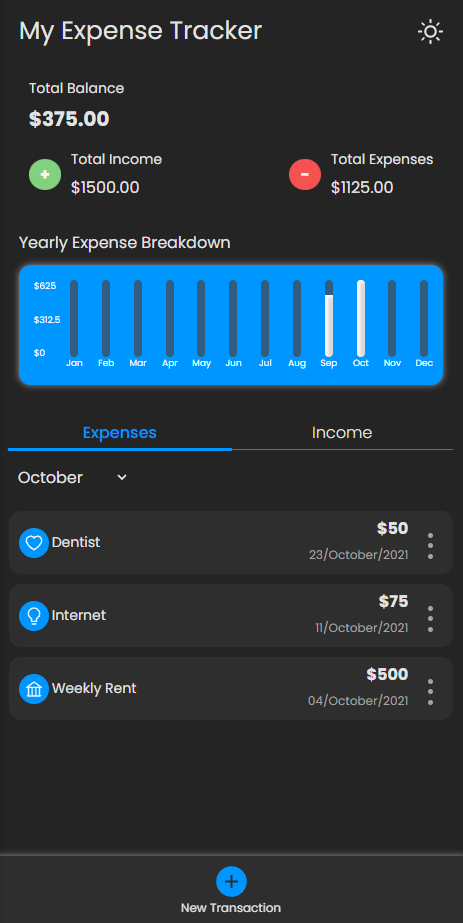 My Expense Tracker
Total Balance
$375.00
Total Income
$1500.00
Total Expenses
$1125.00
Yearly Expense Breakdown
$625
$312.5
$0
Jan Feb Mar Apr May Jun Jul Aug Sep Oct Nov Dec
Expenses Income
October
Dentist
$50
23/October/2021
Internet
$75
11/October/2021
Weekly Rent
$500
04/October/2021
New Transaction